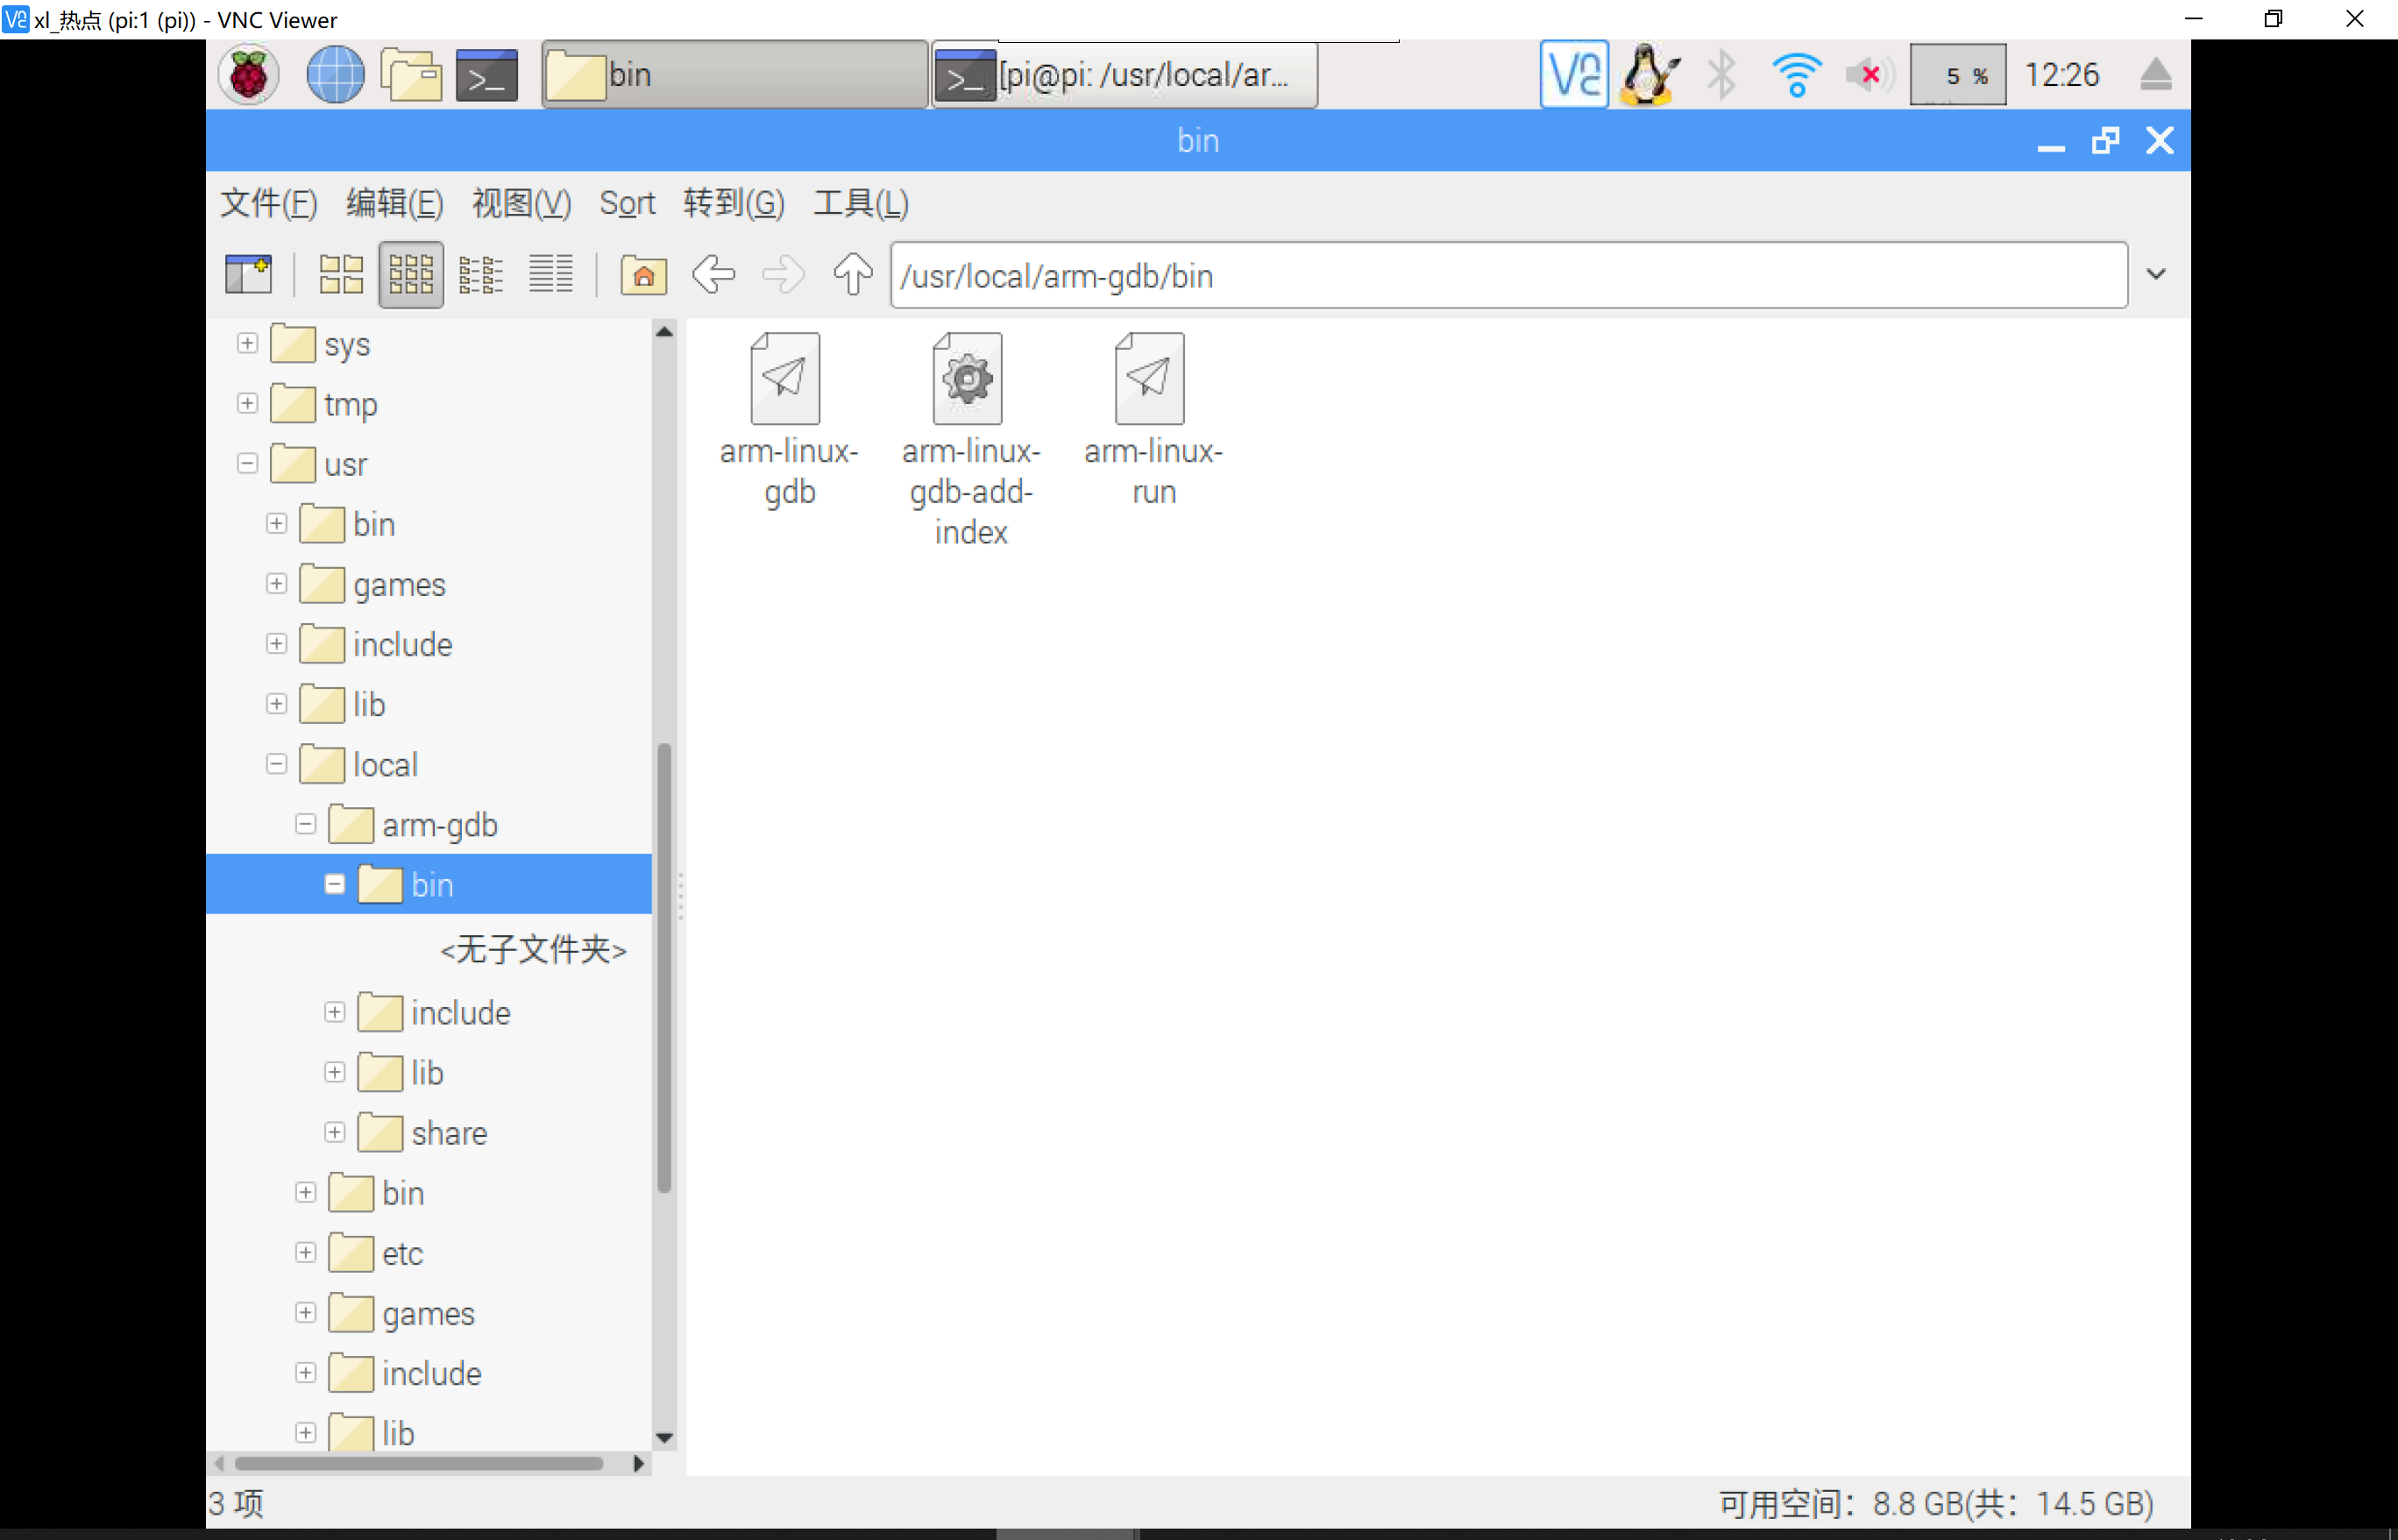 xl_热点 (pi:1 (pi)) - VNC Viewer
bin
[pi@pi: /usr/local/ar...
5 %
12:26
bin
文件(F) 编辑(E) 视图(V) Sort 转到(G) 工具(L)
/usr/local/arm-gdb/bin
sys
tmp
usr
bin
games
include
lib
local
arm-gdb
bin
<无子文件夹>
include
lib
share
bin
etc
games
include
lib
arm-linux-
gdb
arm-linux-
gdb-add-
index
arm-linux-
run
3 项
可用空间：8.8 GB(共：14.5 GB)